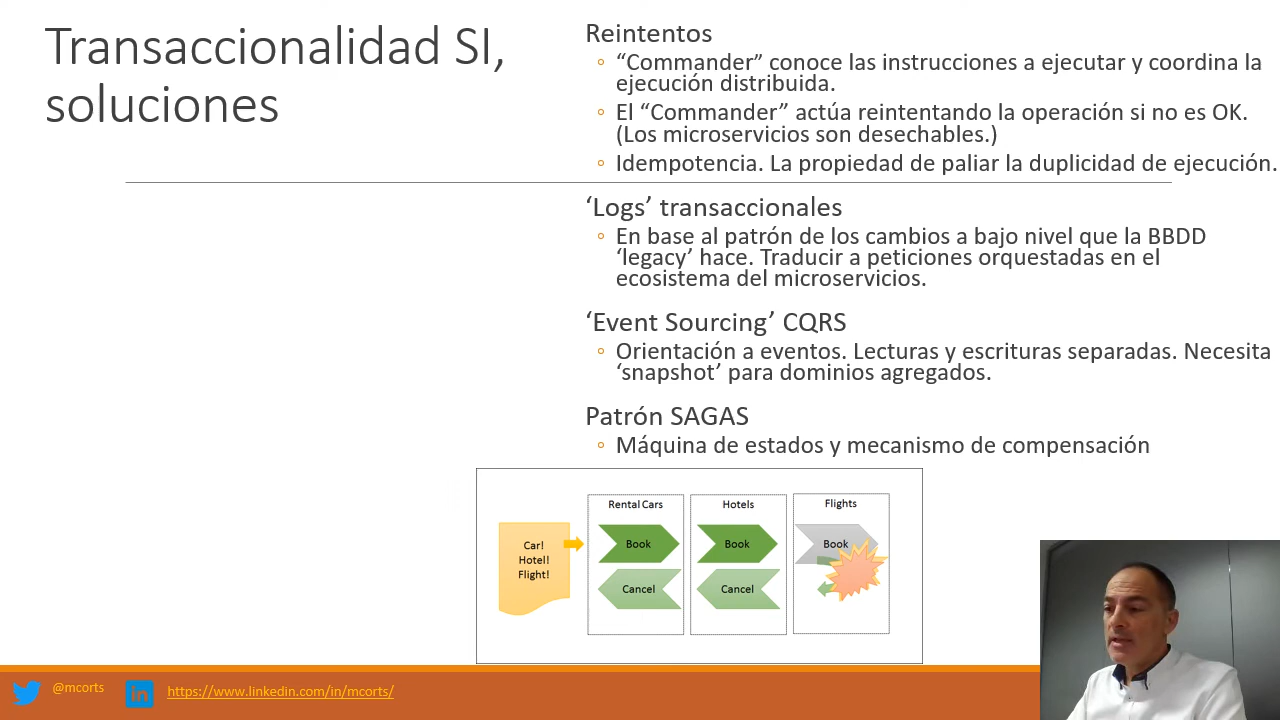 Transaccionalidad SI,
soluciones
Reintentos
“Commander” conoce las instrucciones a ejecutar y coordina la
ejecución distribuida.
El “Commander” actúa reintentando la operación si no es OK.
(Los microservicios son desechables.)
Idempotencia. La propiedad de paliar la duplicidad de ejecución.
‘Logs’ transaccionales
En base al patrón de los cambios a bajo nivel que la BBDD
‘legacy’ hace. Traducir a peticiones orquestadas en el
ecosistema del microservicios.
‘Event Sourcing’ CQRS
Orientación a eventos. Lecturas y escrituras separadas. Necesita
‘snapshot’ para dominios agregados.
Patrón SAGAS
Máquina de estados y mecanismo de compensación
Car!
Hotel!
Flight!
Rental Cars
Book
Cancel
Hotels
Book
Cancel
Flights
Book
@mcorts
in
https://www.linkedin.com/in/mcorts/